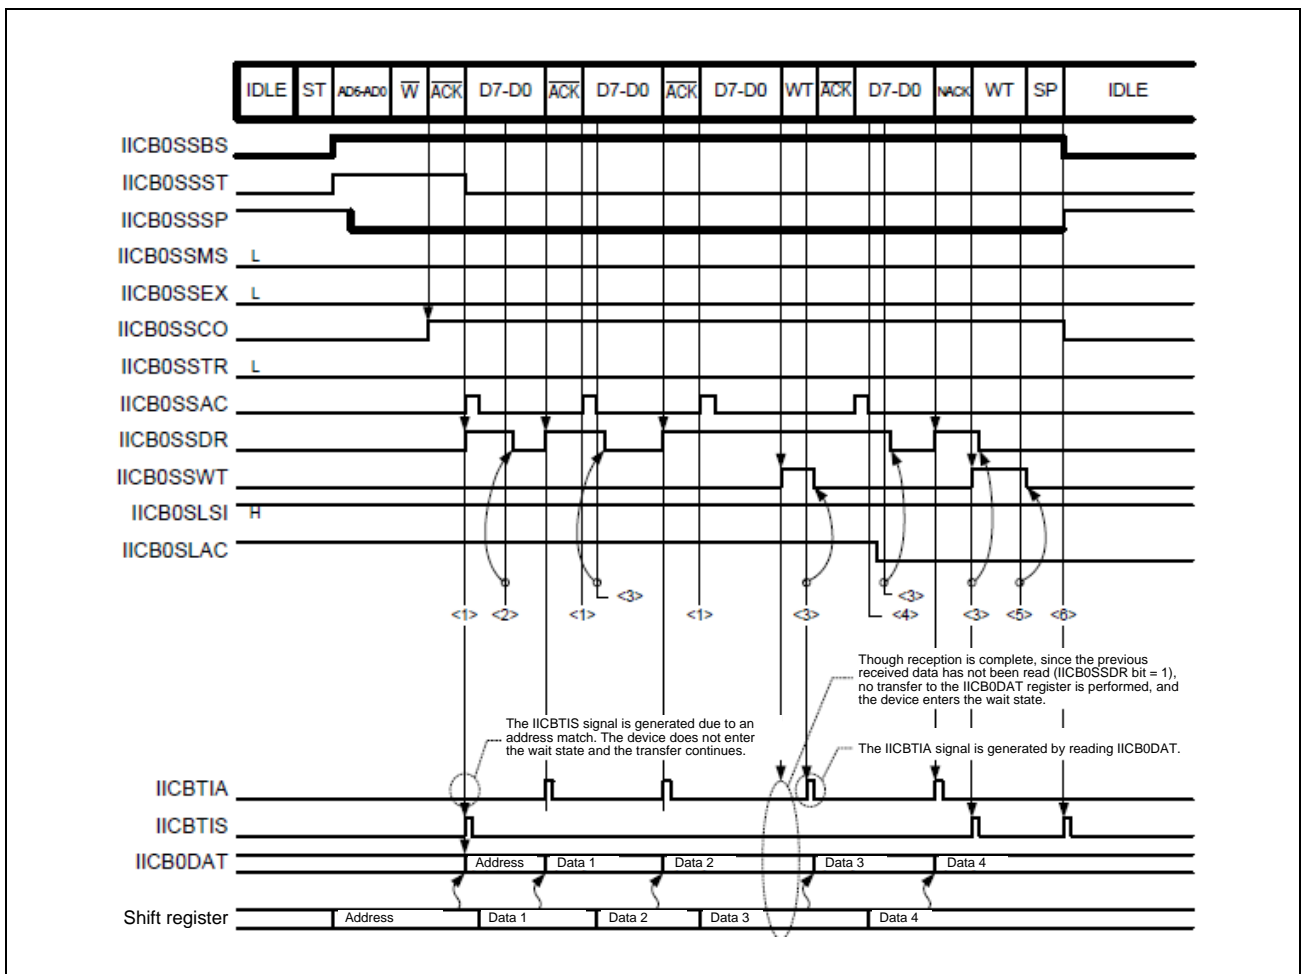 IDLE ST AD6-AD0 W ACK D7-D0 ACK D7-D0 ACK D7-D0 WT ACK D7-D0 NACK WT SP IDLE
IICB0SSBS
IICB0SSST
IICB0SSSP
IICB0SSMS L
IICB0SSEX L
IICB0SSCO
IICB0SSTR L
IICB0SSAC
IICB0SSDR
IICB0SSWT
IICB0SLSI H
IICB0SLAC
<3> <3>
<1> <2> <1> <1> <3> <4> <3> <5> <6>
Though reception is complete, since the previous
received data has not been read (IICB0SSDR bit = 1),
no transfer to the IICB0DAT register is performed, and
the device enters the wait state.
The IICBTIS signal is generated due to an
address match. The device does not enter
the wait state and the transfer continues.
The IICBTIA signal is generated by reading IICB0DAT.
IICBTIA
IICBTIS
IICB0DAT Address Data 1 Data 2 Data 3 Data 4
Shift register Address Data 1 Data 2 Data 3 Data 4